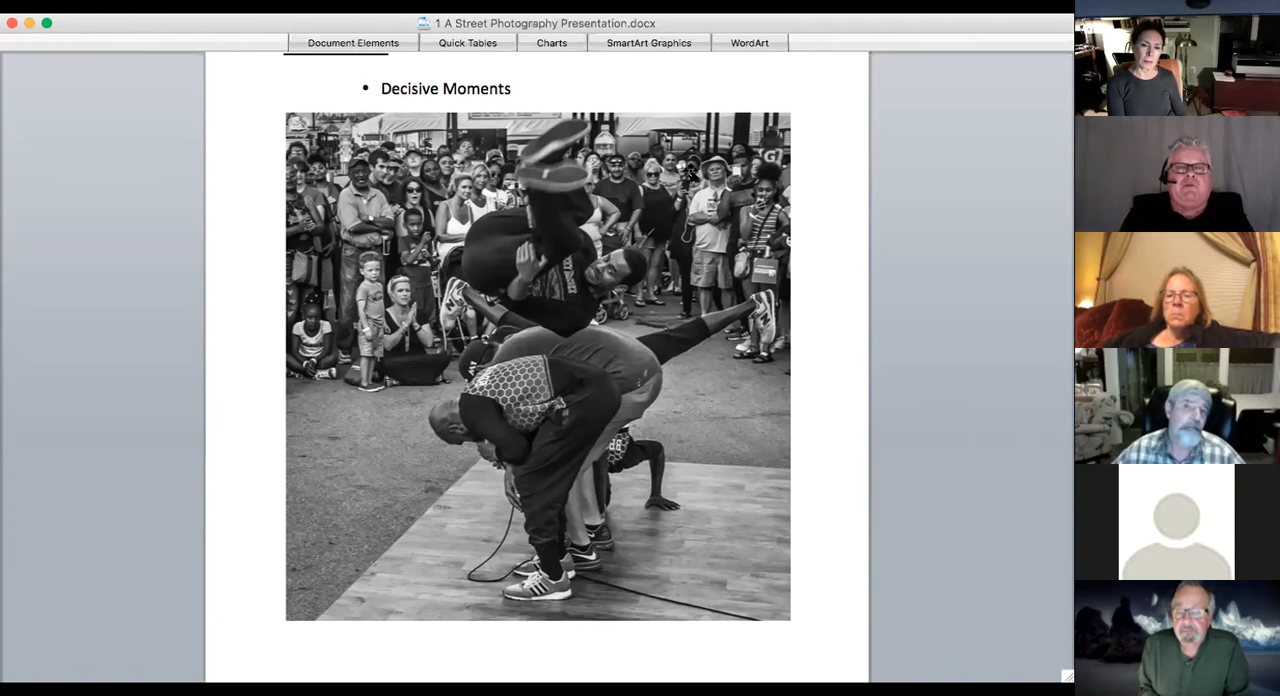 1 A Street Photography Presentation.docx
Document Elements
Quick Tables
Charts
SmartArt Graphics
WordArt
• Decisive Moments